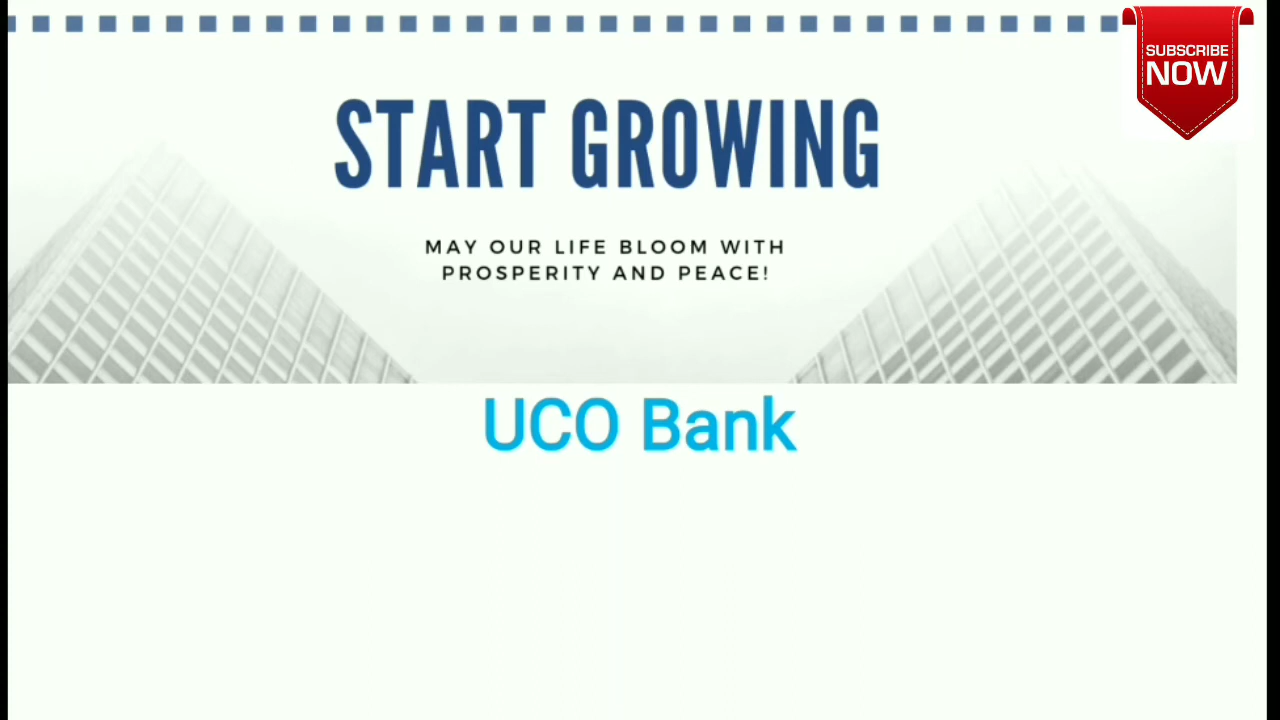 SUBSCRIBE
NOW
START GROWING
MAY OUR LIFE BLOOM WITH
PROSPERITY AND PEACE!
UCO Bank